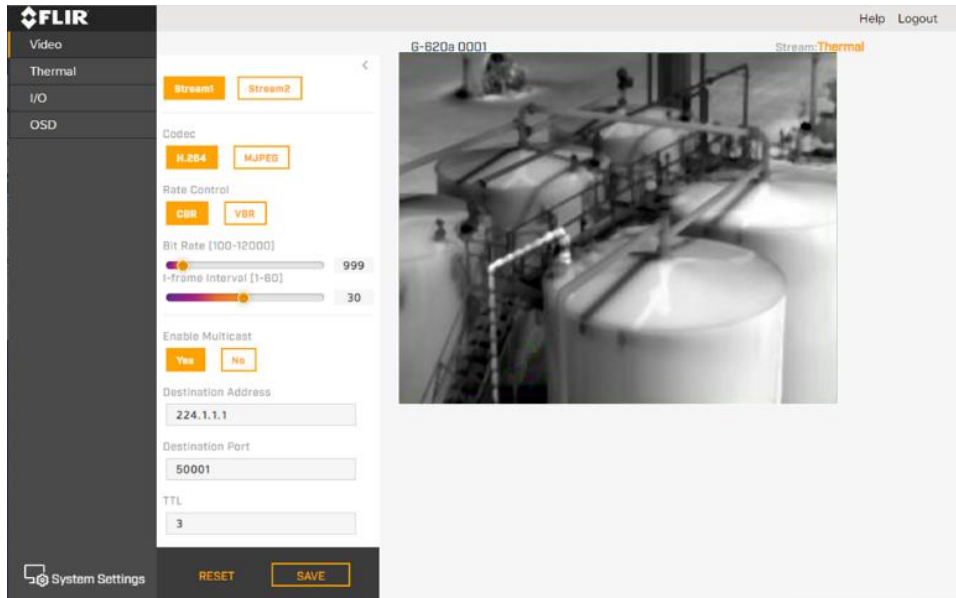 FLIR
Help Logout
Video
Thermal
I/O
OSD
G-620a 0001
Stream:Thermal
<
Stream1 Stream2
Codec
H.264 MJPEG
Rate Control
CBR VBR
Bit Rate [100-12000]
999
I-frame Interval [1-60]
30
Enable Multicast
Yes No
Destination Address
224.1.1.1
Destination Port
50001
TTL
3
System Settings
RESET SAVE